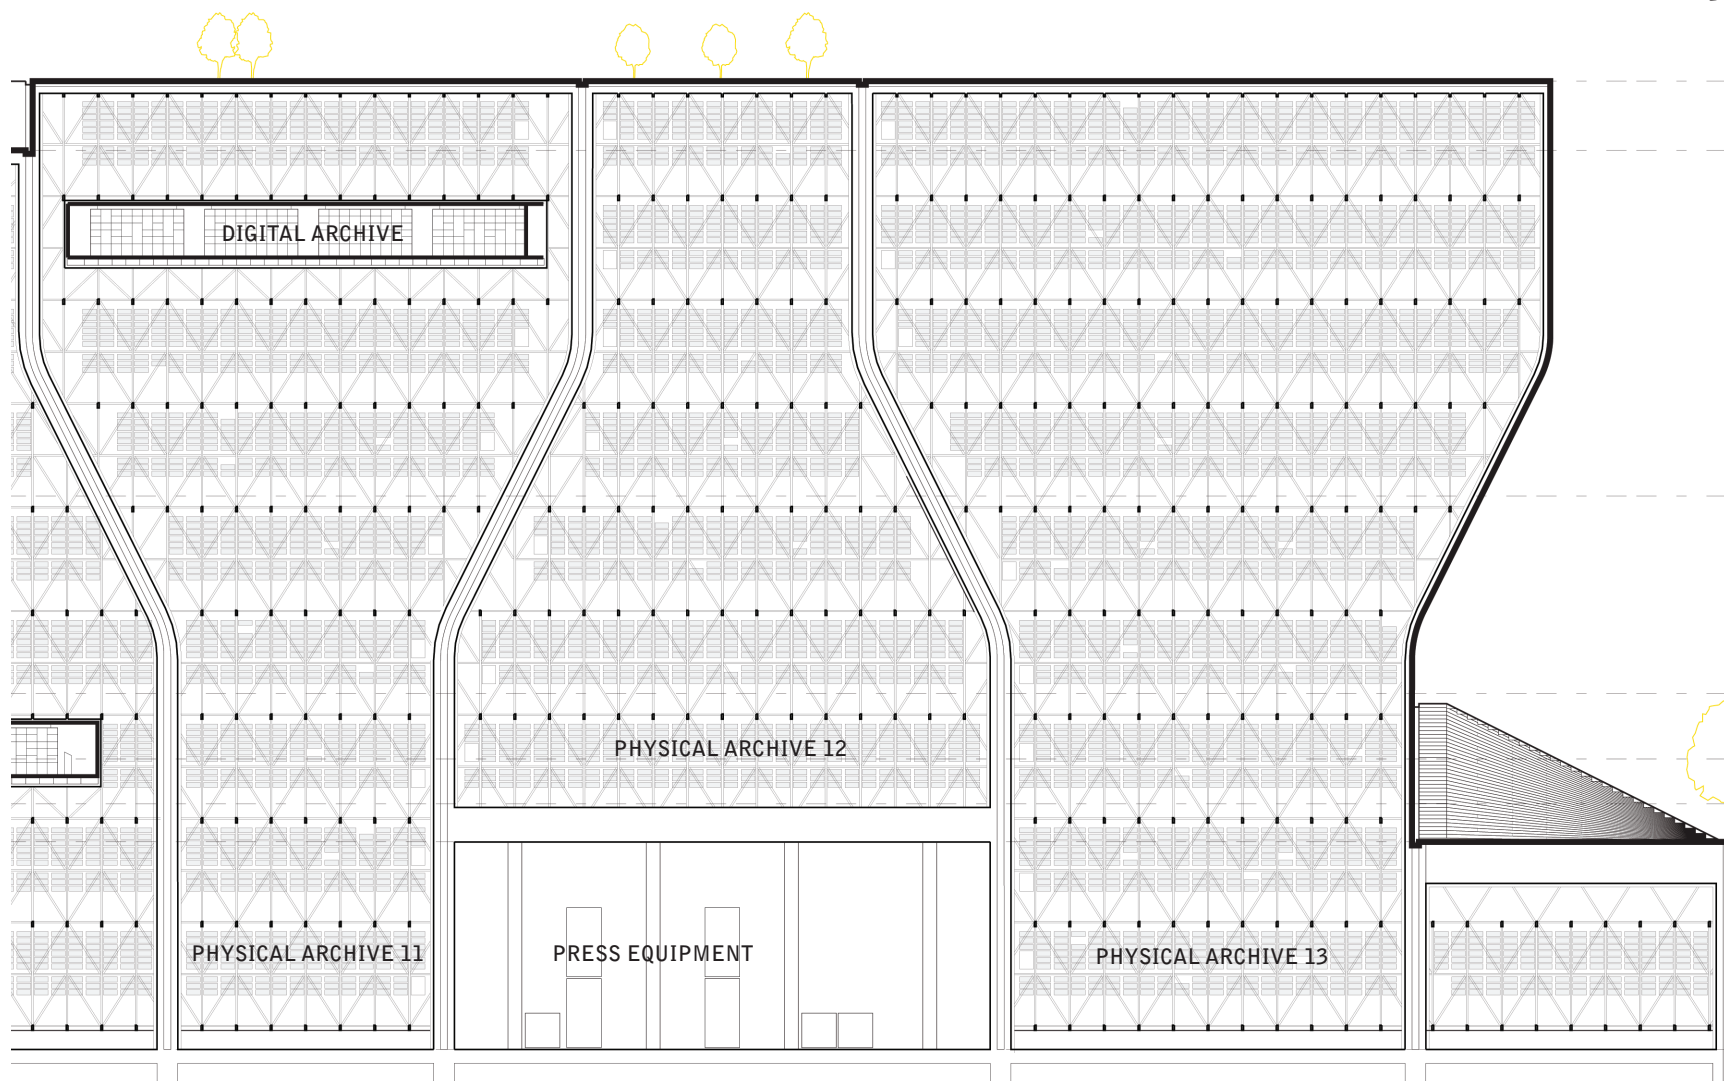 DIGITAL ARCHIVE
PHYSICAL ARCHIVE 12
PHYSICAL ARCHIVE 11
PRESS EQUIPMENT
PHYSICAL ARCHIVE 13